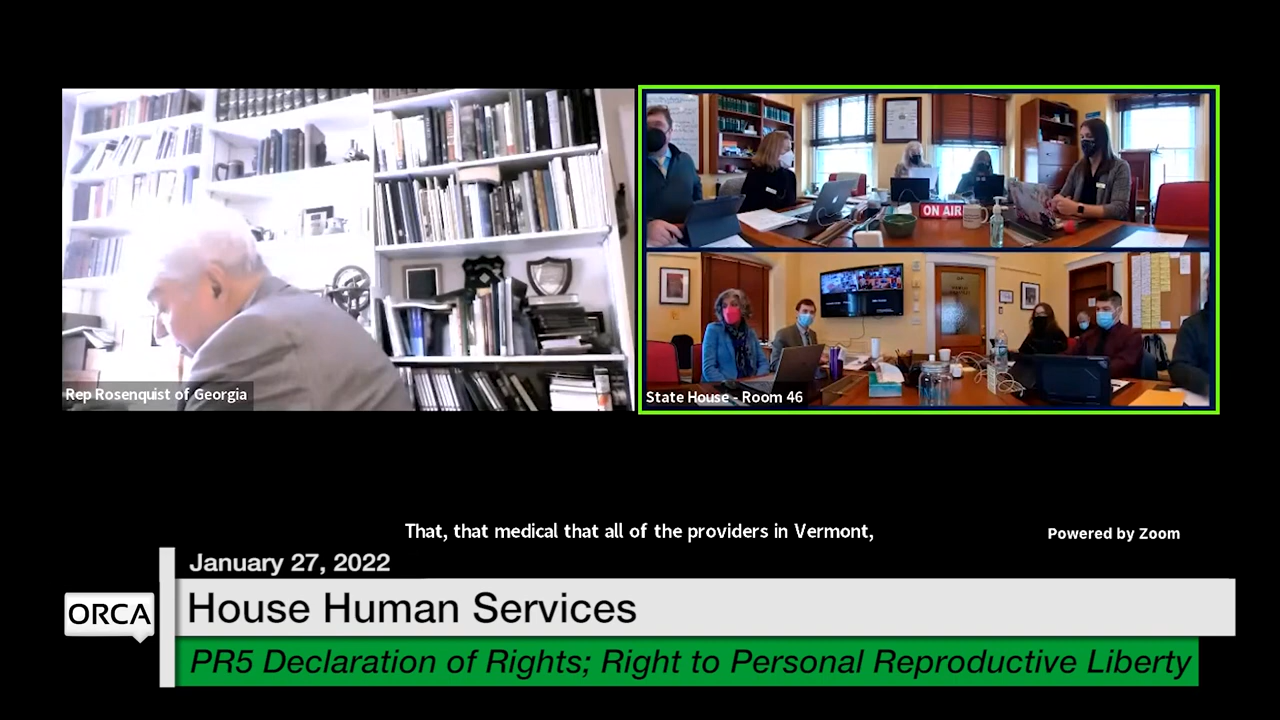 ON AIR
Rep Rosenquist of Georgia
State House - Room 46
That, that medical that all of the providers in Vermont,
Powered by Zoom
January 27, 2022
ORCA
House Human Services
PR5 Declaration of Rights; Right to Personal Reproductive Liberty